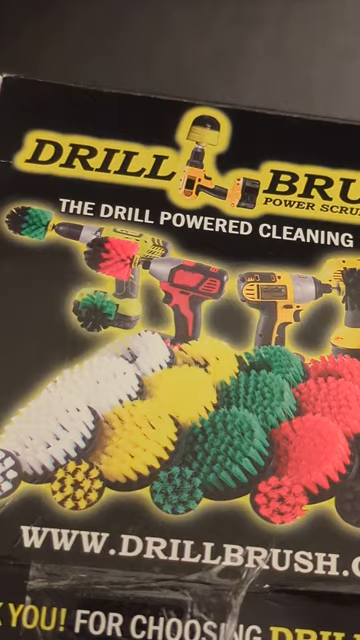 DRILL BRU
POWER SCRU
THE DRILL POWERED CLEANING
WWW.DRILLBRUSH.
YOU! FOR CHOOSING DRIL